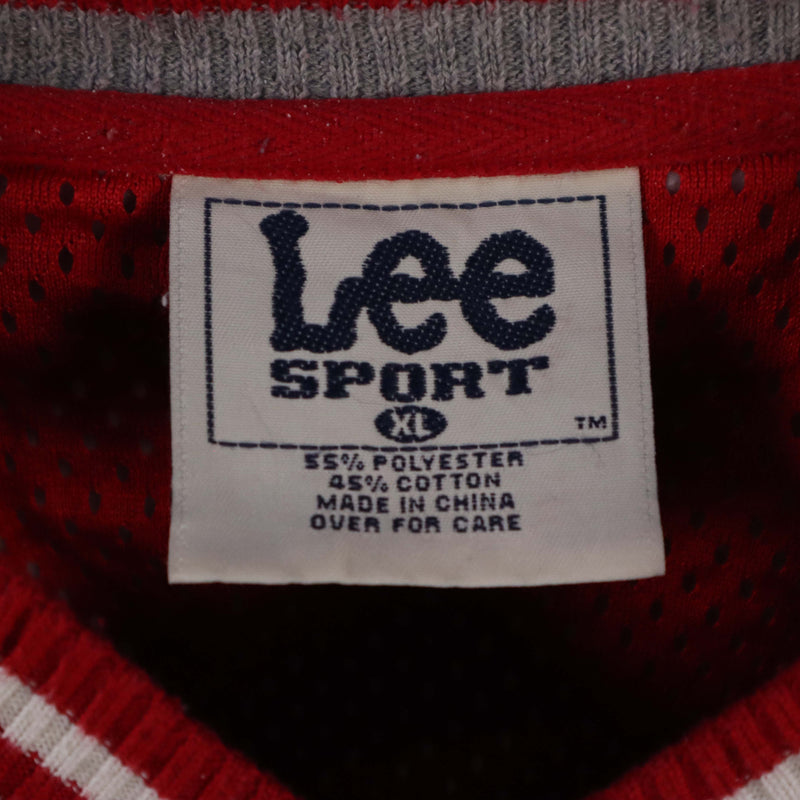 Lee
SPORT
XL
TM
55% POLYESTER
45% COTTON
MADE IN CHINA
OVER FOR CARE